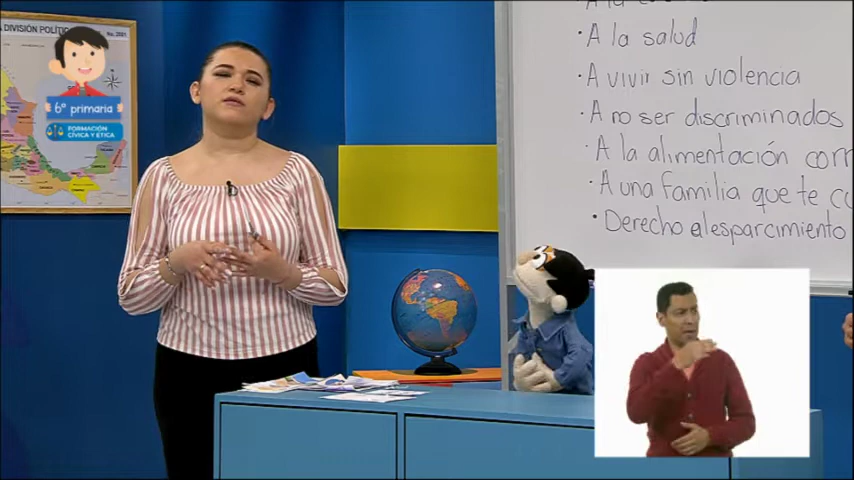 DIVISIÓN POLÍT
6° primaria
FORMACIÓN
CÍVICA Y ÉTICA
• A la salud
• A vivir sin violencia
• A no ser discriminados
• A la alimentación
• A una familia que te
• Derecho al esparcimiento